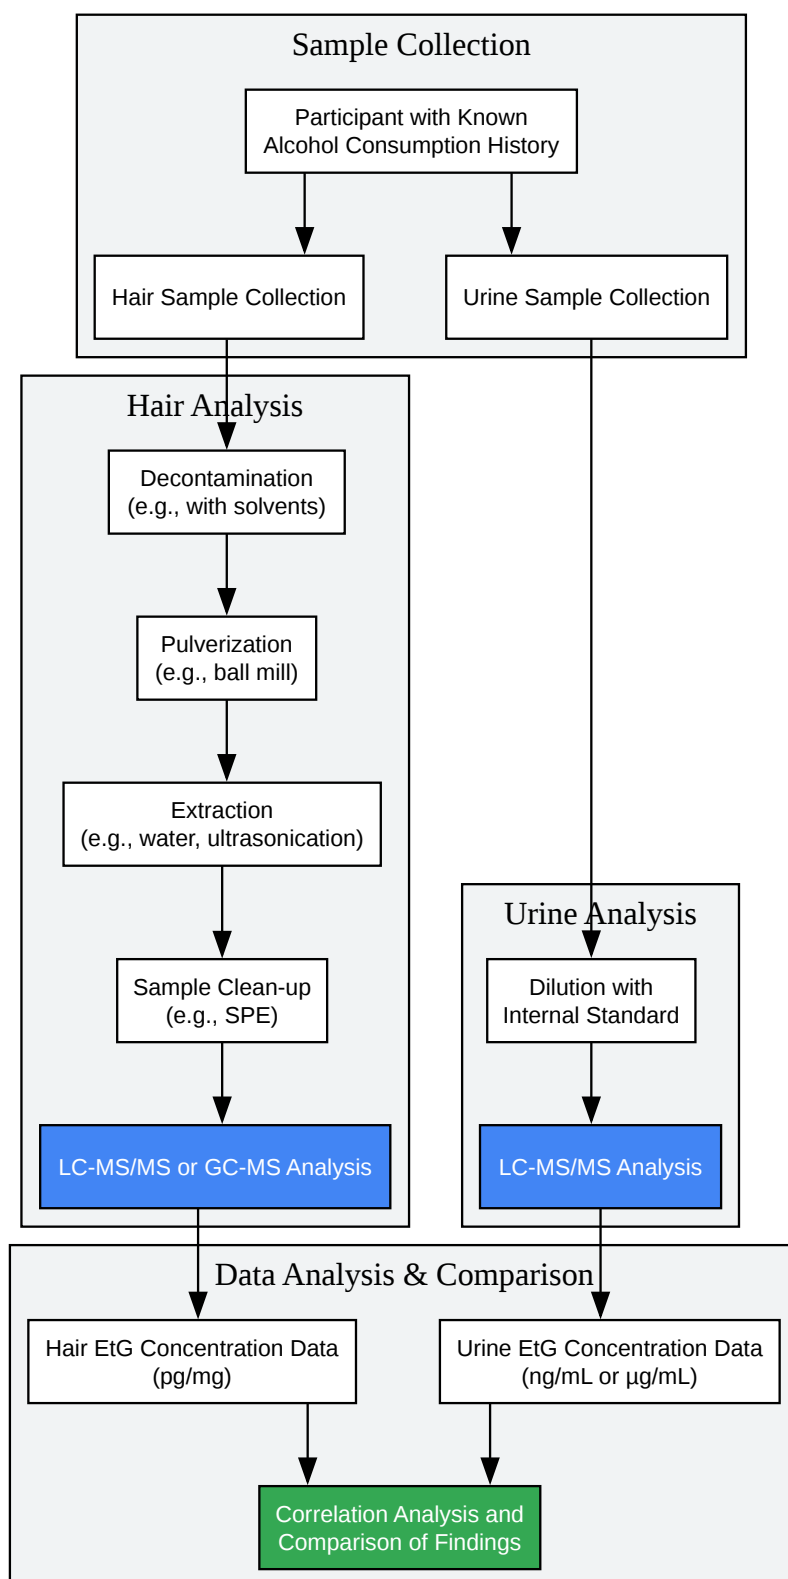 Sample Collection
Participant with Known
Alcohol Consumption History
Hair Sample Collection
Urine Sample Collection
Hair Analysis
Decontamination
(e.g., with solvents)
Pulverization
(e.g., ball mill)
Extraction
(e.g., water, ultrasonication)
Sample Clean-up
(e.g., SPE)
LC-MS/MS or GC-MS Analysis
Urine Analysis
Dilution with
Internal Standard
LC-MS/MS Analysis
Data Analysis & Comparison
Hair EtG Concentration Data
(pg/mg)
Urine EtG Concentration Data
(ng/mL or µg/mL)
Correlation Analysis and
Comparison of Findings